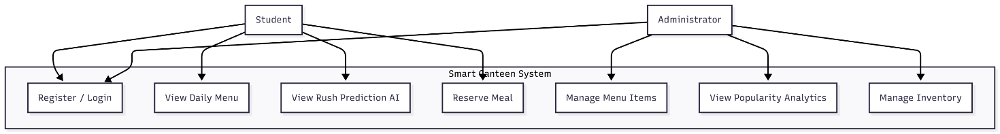 Student
Administrator
Smart Canteen System
Register / Login
View Daily Menu
View Rush Prediction AI
Reserve Meal
Manage Menu Items
View Popularity Analytics
Manage Inventory